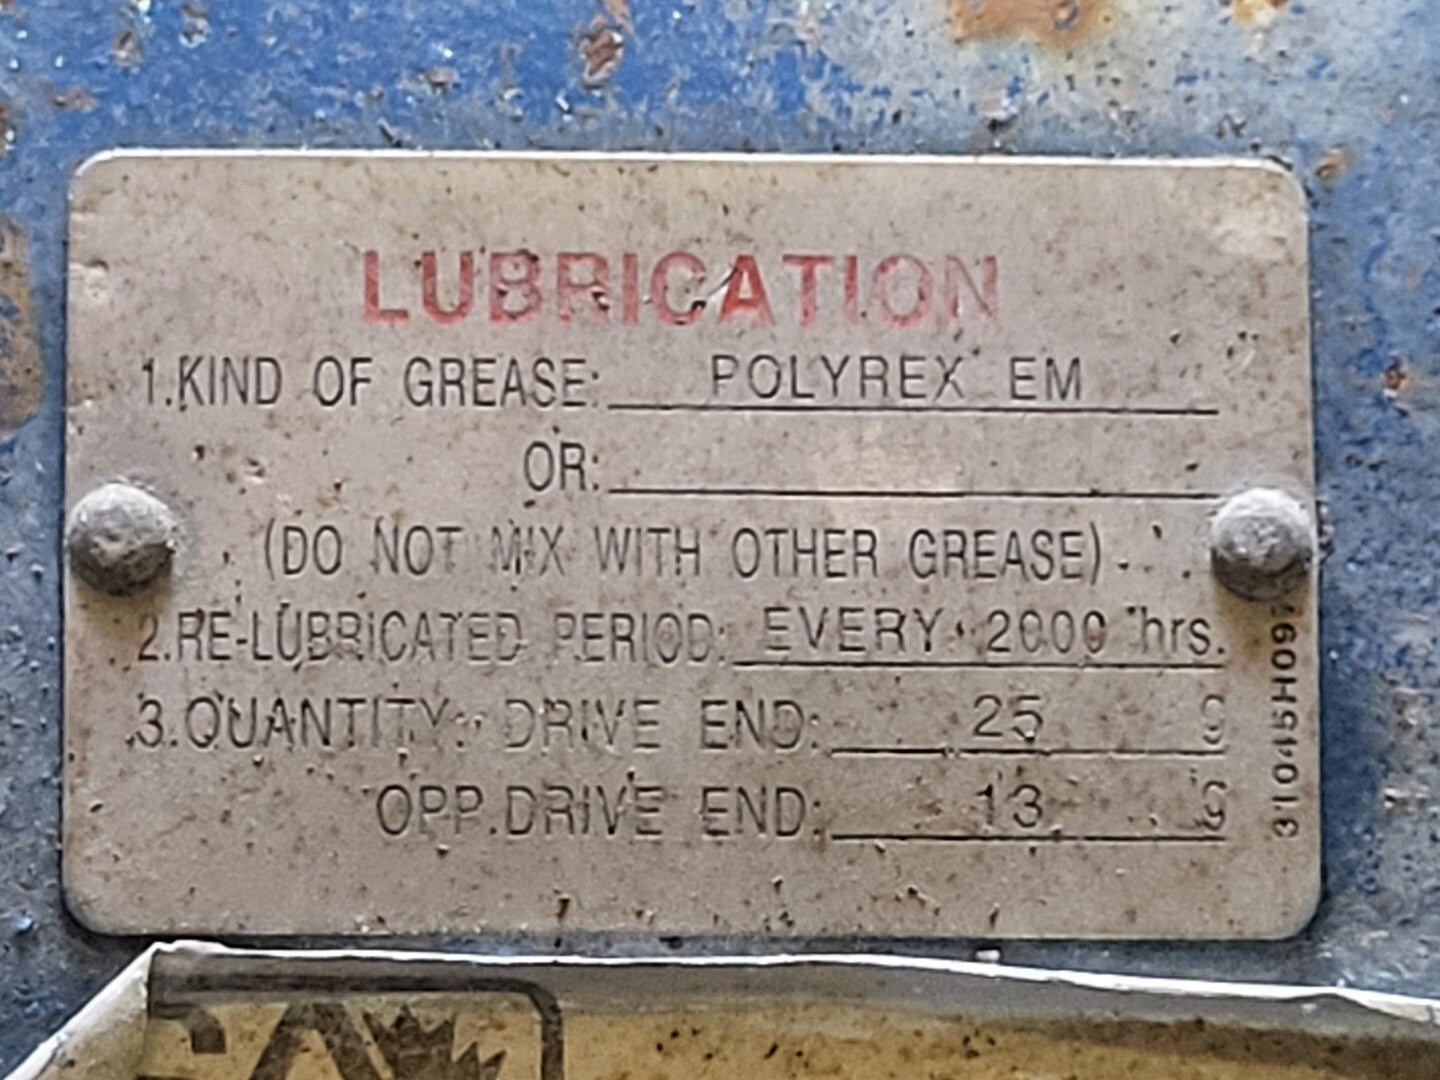 LUBRICATION
1.KIND OF GREASE: POLYREX EM
OR:
(DO NOT MIX WITH OTHER GREASE)
2.RE-LUBRICATED PERIOD: EVERY 2000 hrs.
3.QUANTITY: DRIVE END: 25 G
OPP.DRIVE END: 13 G